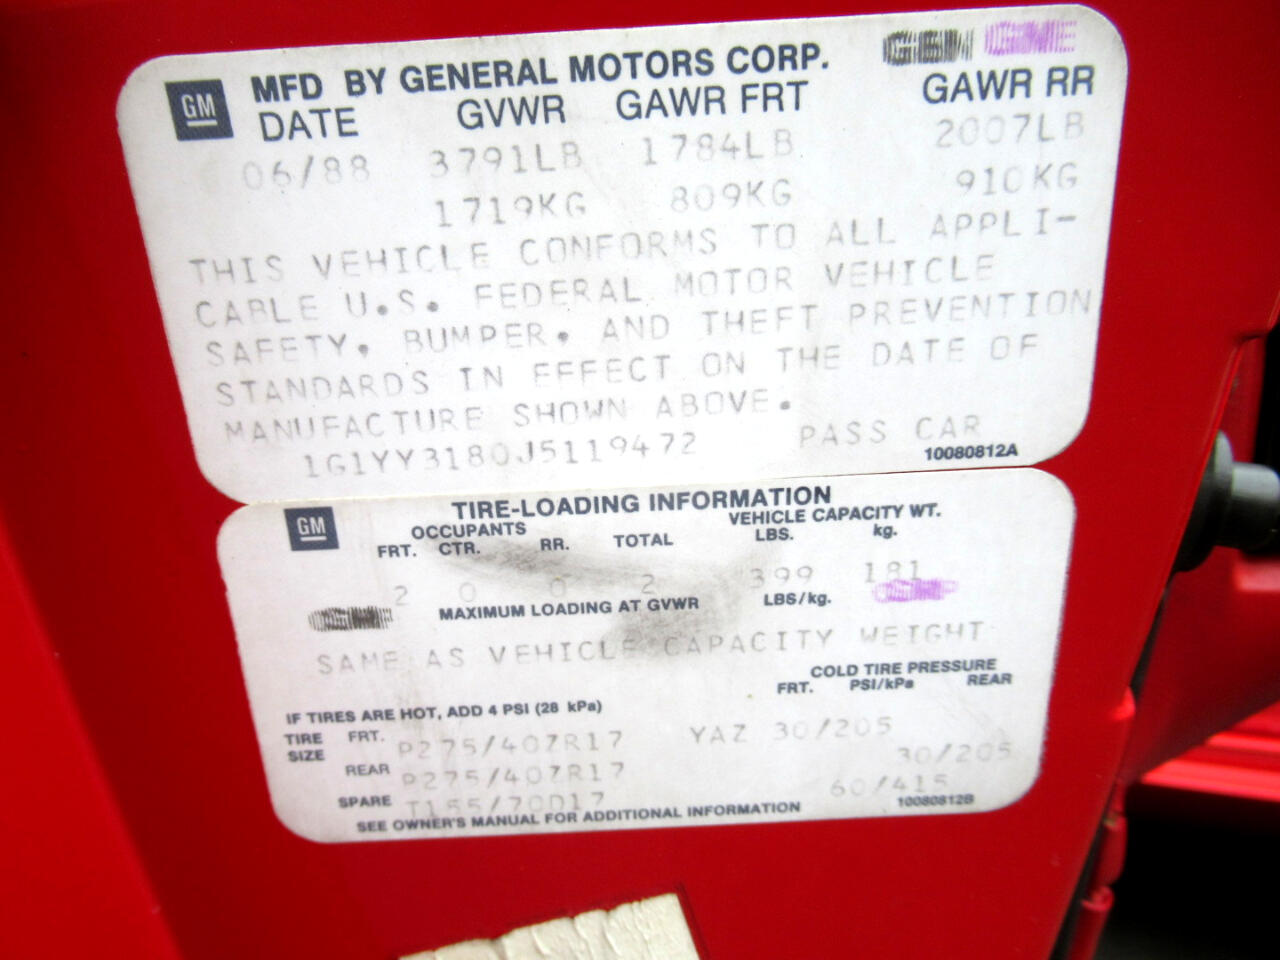 GM MFD BY GENERAL MOTORS CORP.
DATE GVWR GAWR FRT GAWR RR
06/88 3791LB 1784LB 2007LB
1719KG 809KG 910KG
THIS VEHICLE CONFORMS TO ALL APPLI-
CABLE U.S. FEDERAL MOTOR VEHICLE
SAFETY, BUMPER, AND THEFT PREVENTION
STANDARDS IN EFFECT ON THE DATE OF
MANUFACTURE SHOWN ABOVE.
1G1YY3180J5119472 PASS CAR
10080812A
GM TIRE-LOADING INFORMATION
OCCUPANTS VEHICLE CAPACITY WT.
FRT. CTR. RR. TOTAL LBS. kg.
2 0 0 2 399 181
MAXIMUM LOADING AT GVWR LBS/kg.
SAME AS VEHICLE CAPACITY WEIGHT
COLD TIRE PRESSURE
FRT. PSI/kPa REAR
IF TIRES ARE HOT, ADD 4 PSI (28 kPa)
TIRE SIZE FRT. P275/40ZR17 YAZ 30/205
REAR P275/40ZR17 30/205
SPARE T155/70D17 60/415
SEE OWNER'S MANUAL FOR ADDITIONAL INFORMATION 10080812B